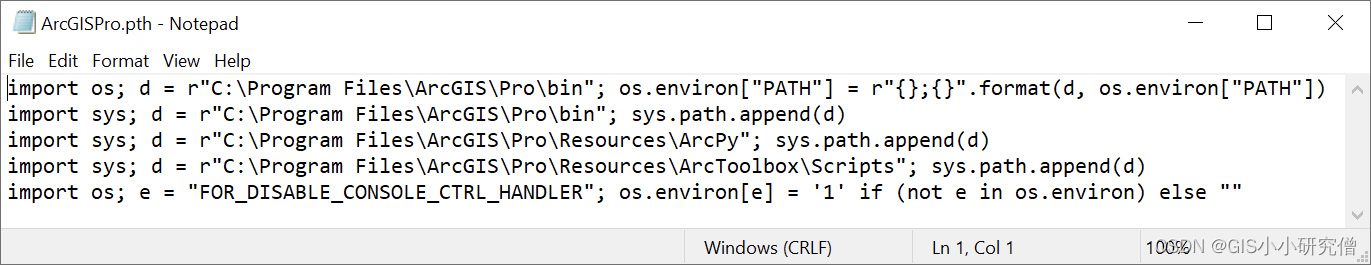 ArcGISPro.pth - Notepad
File Edit Format View Help
import os; d = r"C:\Program Files\ArcGIS\Pro\bin"; os.environ["PATH"] = r"{};{}".format(d, os.environ["PATH"])
import sys; d = r"C:\Program Files\ArcGIS\Pro\bin"; sys.path.append(d)
import sys; d = r"C:\Program Files\ArcGIS\Pro\Resources\ArcPy"; sys.path.append(d)
import sys; d = r"C:\Program Files\ArcGIS\Pro\Resources\ArcToolbox\Scripts"; sys.path.append(d)
import os; e = "FOR_DISABLE_CONSOLE_CTRL_HANDLER"; os.environ[e] = '1' if (not e in os.environ) else ""
Windows (CRLF) Ln 1, Col 1 100%
CSDN @GIS小小研究僧